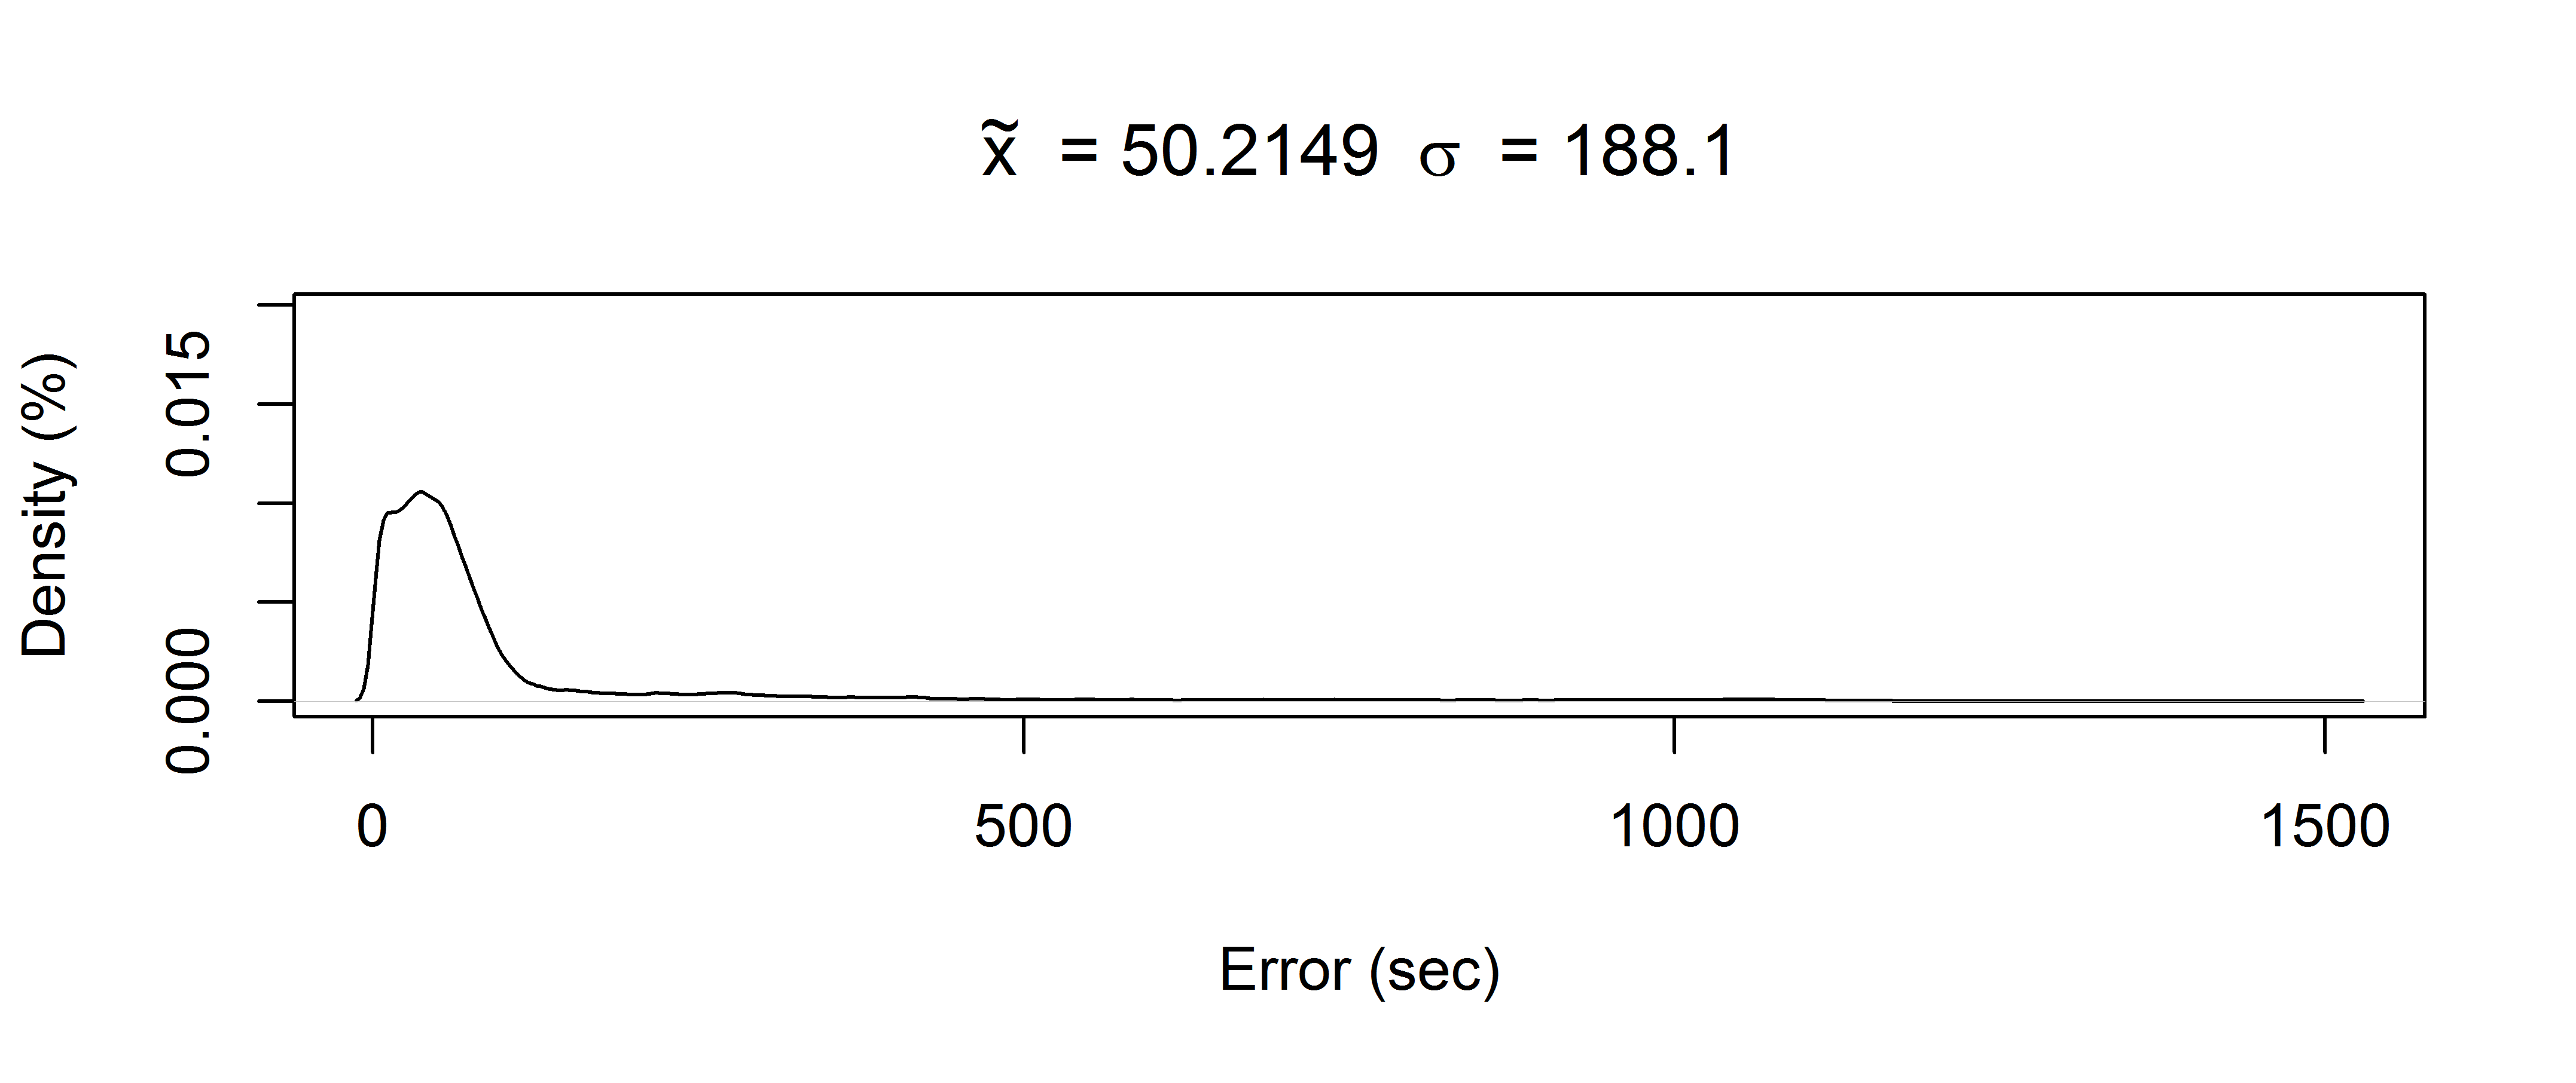 x̃ = 50.2149 σ = 188.1
Density (%)
0.015
0.000
0 500 1000 1500
Error (sec)